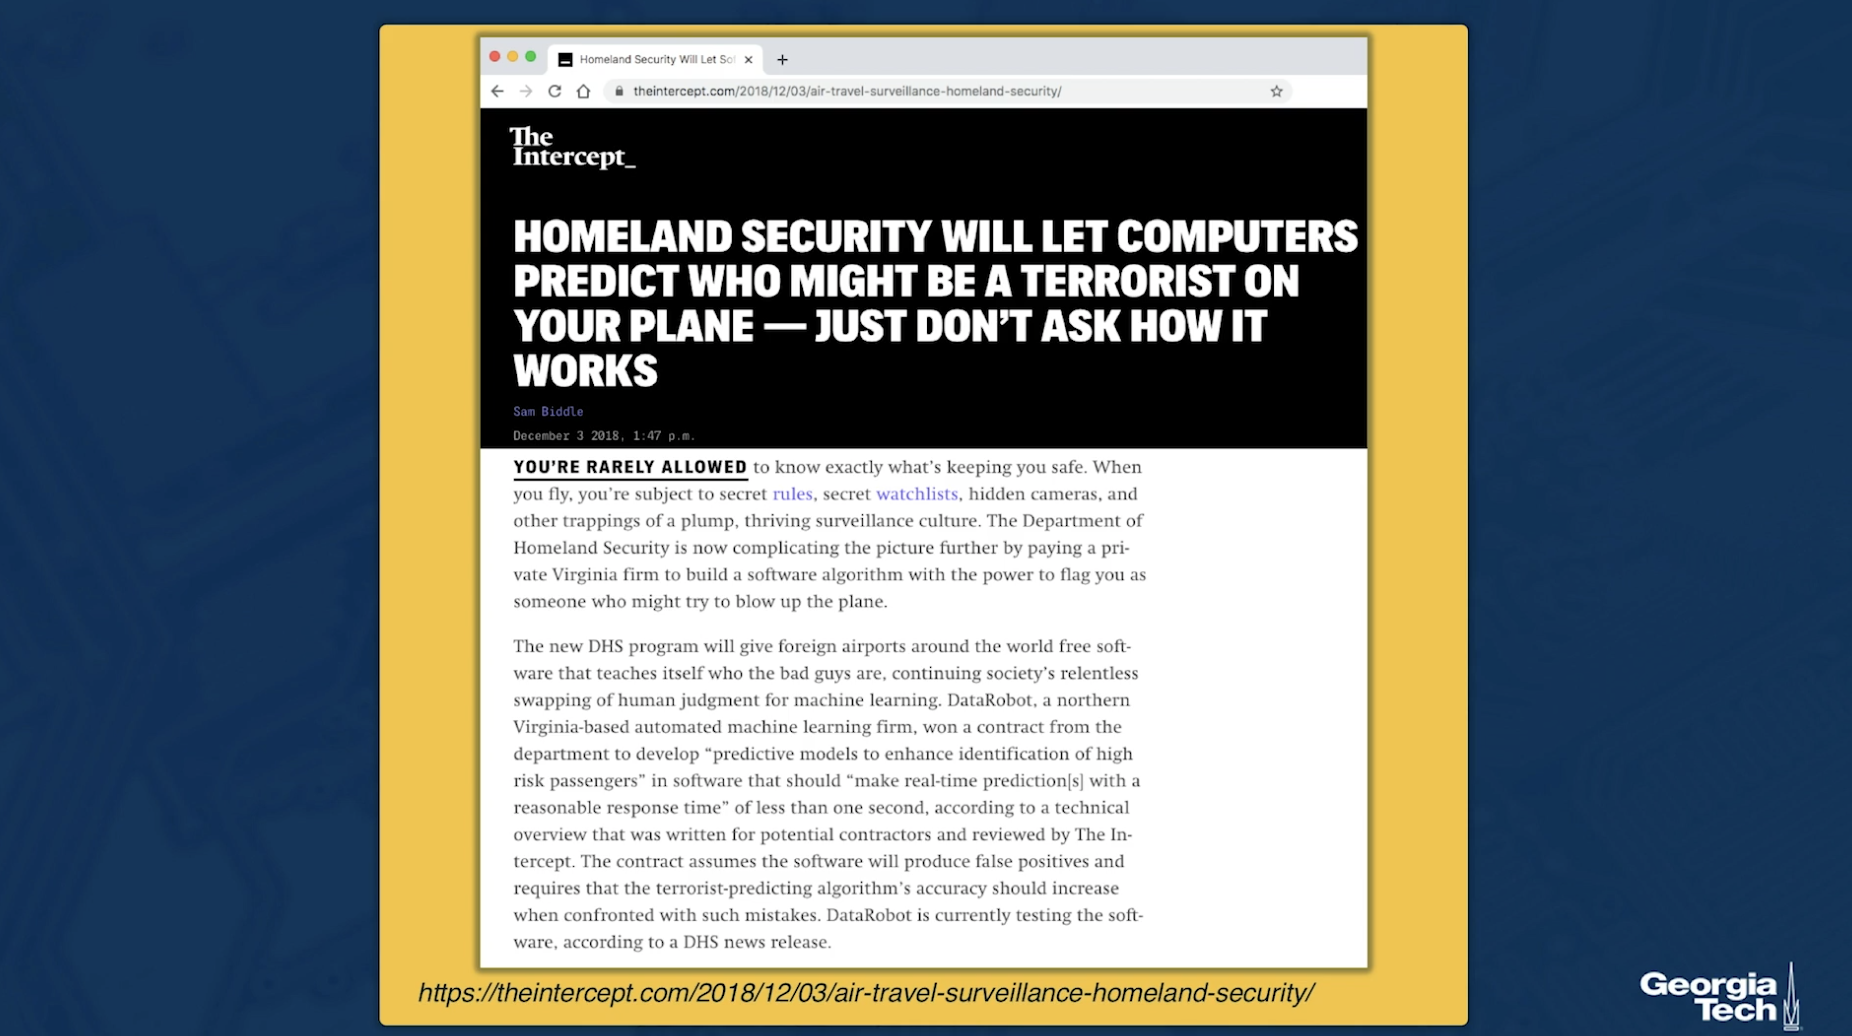 Homeland Security Will Let Sof
theintercept.com/2018/12/03/air-travel-surveillance-homeland-security/
The
Intercept_
HOMELAND SECURITY WILL LET COMPUTERS
PREDICT WHO MIGHT BE A TERRORIST ON
YOUR PLANE — JUST DON’T ASK HOW IT
WORKS
Sam Biddle
December 3 2018, 1:47 p.m.
YOU’RE RARELY ALLOWED to know exactly what’s keeping you safe. When
you fly, you’re subject to secret rules, secret watchlists, hidden cameras, and
other trappings of a plump, thriving surveillance culture. The Department of
Homeland Security is now complicating the picture further by paying a pri-
vate Virginia firm to build a software algorithm with the power to flag you as
someone who might try to blow up the plane.
The new DHS program will give foreign airports around the world free soft-
ware that teaches itself who the bad guys are, continuing society’s relentless
swapping of human judgment for machine learning. DataRobot, a northern
Virginia-based automated machine learning firm, won a contract from the
department to develop “predictive models to enhance identification of high
risk passengers” in software that should “make real-time prediction[s] with a
reasonable response time” of less than one second, according to a technical
overview that was written for potential contractors and reviewed by The In-
tercept. The contract assumes the software will produce false positives and
requires that the terrorist-predicting algorithm’s accuracy should increase
when confronted with such mistakes. DataRobot is currently testing the soft-
ware, according to a DHS news release.
https://theintercept.com/2018/12/03/air-travel-surveillance-homeland-security/
Georgia
Tech